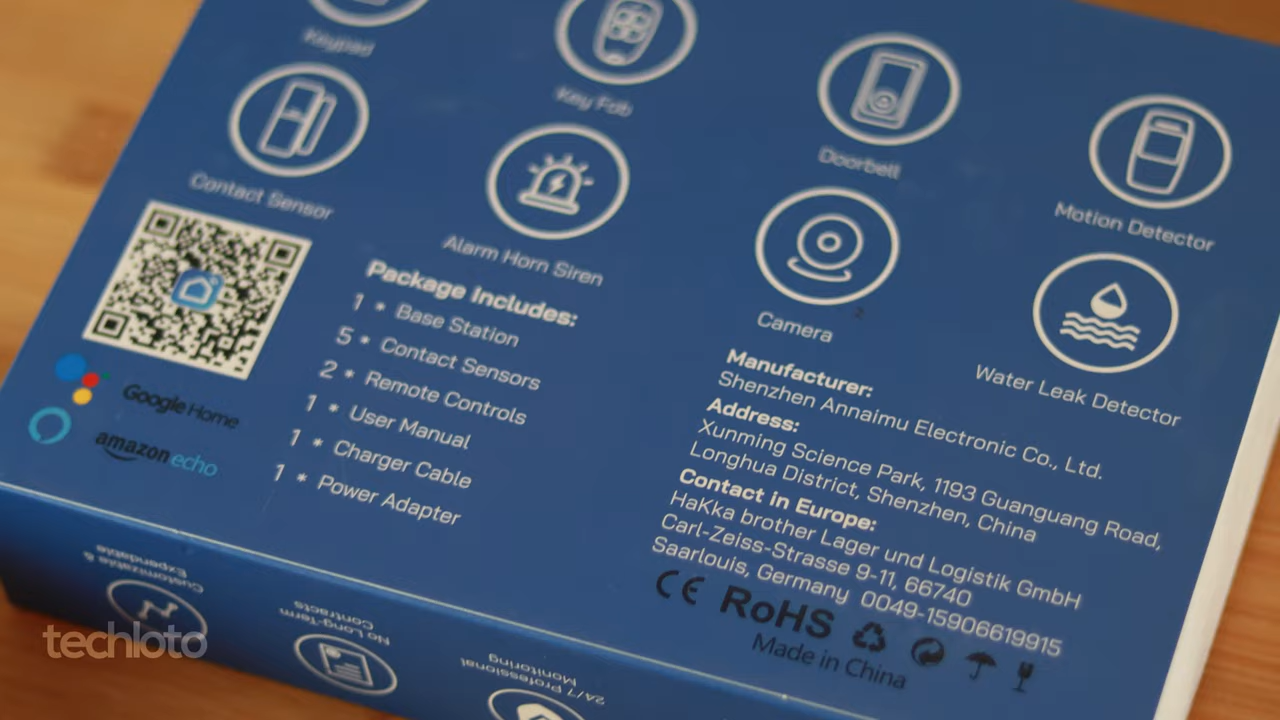 Keypad
Key Fob
Doorbell
Motion Detector
Contact Sensor
Alarm Horn Siren
Camera
Water Leak Detector
Google Home
amazon echo
Package Includes:
1 * Base Station
5 * Contact Sensors
2 * Remote Controls
1 * User Manual
1 * Charger Cable
1 * Power Adapter
Manufacturer:
Shenzhen Annaimu Electronic Co., Ltd.
Address:
Xunming Science Park, 1193 Guanguang Road,
Longhua District, Shenzhen, China
Contact in Europe:
HaKka brother Lager und Logistik GmbH
Carl-Zeiss-Strasse 9-11, 66740
Saarlouis, Germany 0049-15906619915
CE RoHS
Made in China
Customizable &
Expendable
No Long-Term
Contracts
24/7 Professional
Monitoring
techloto